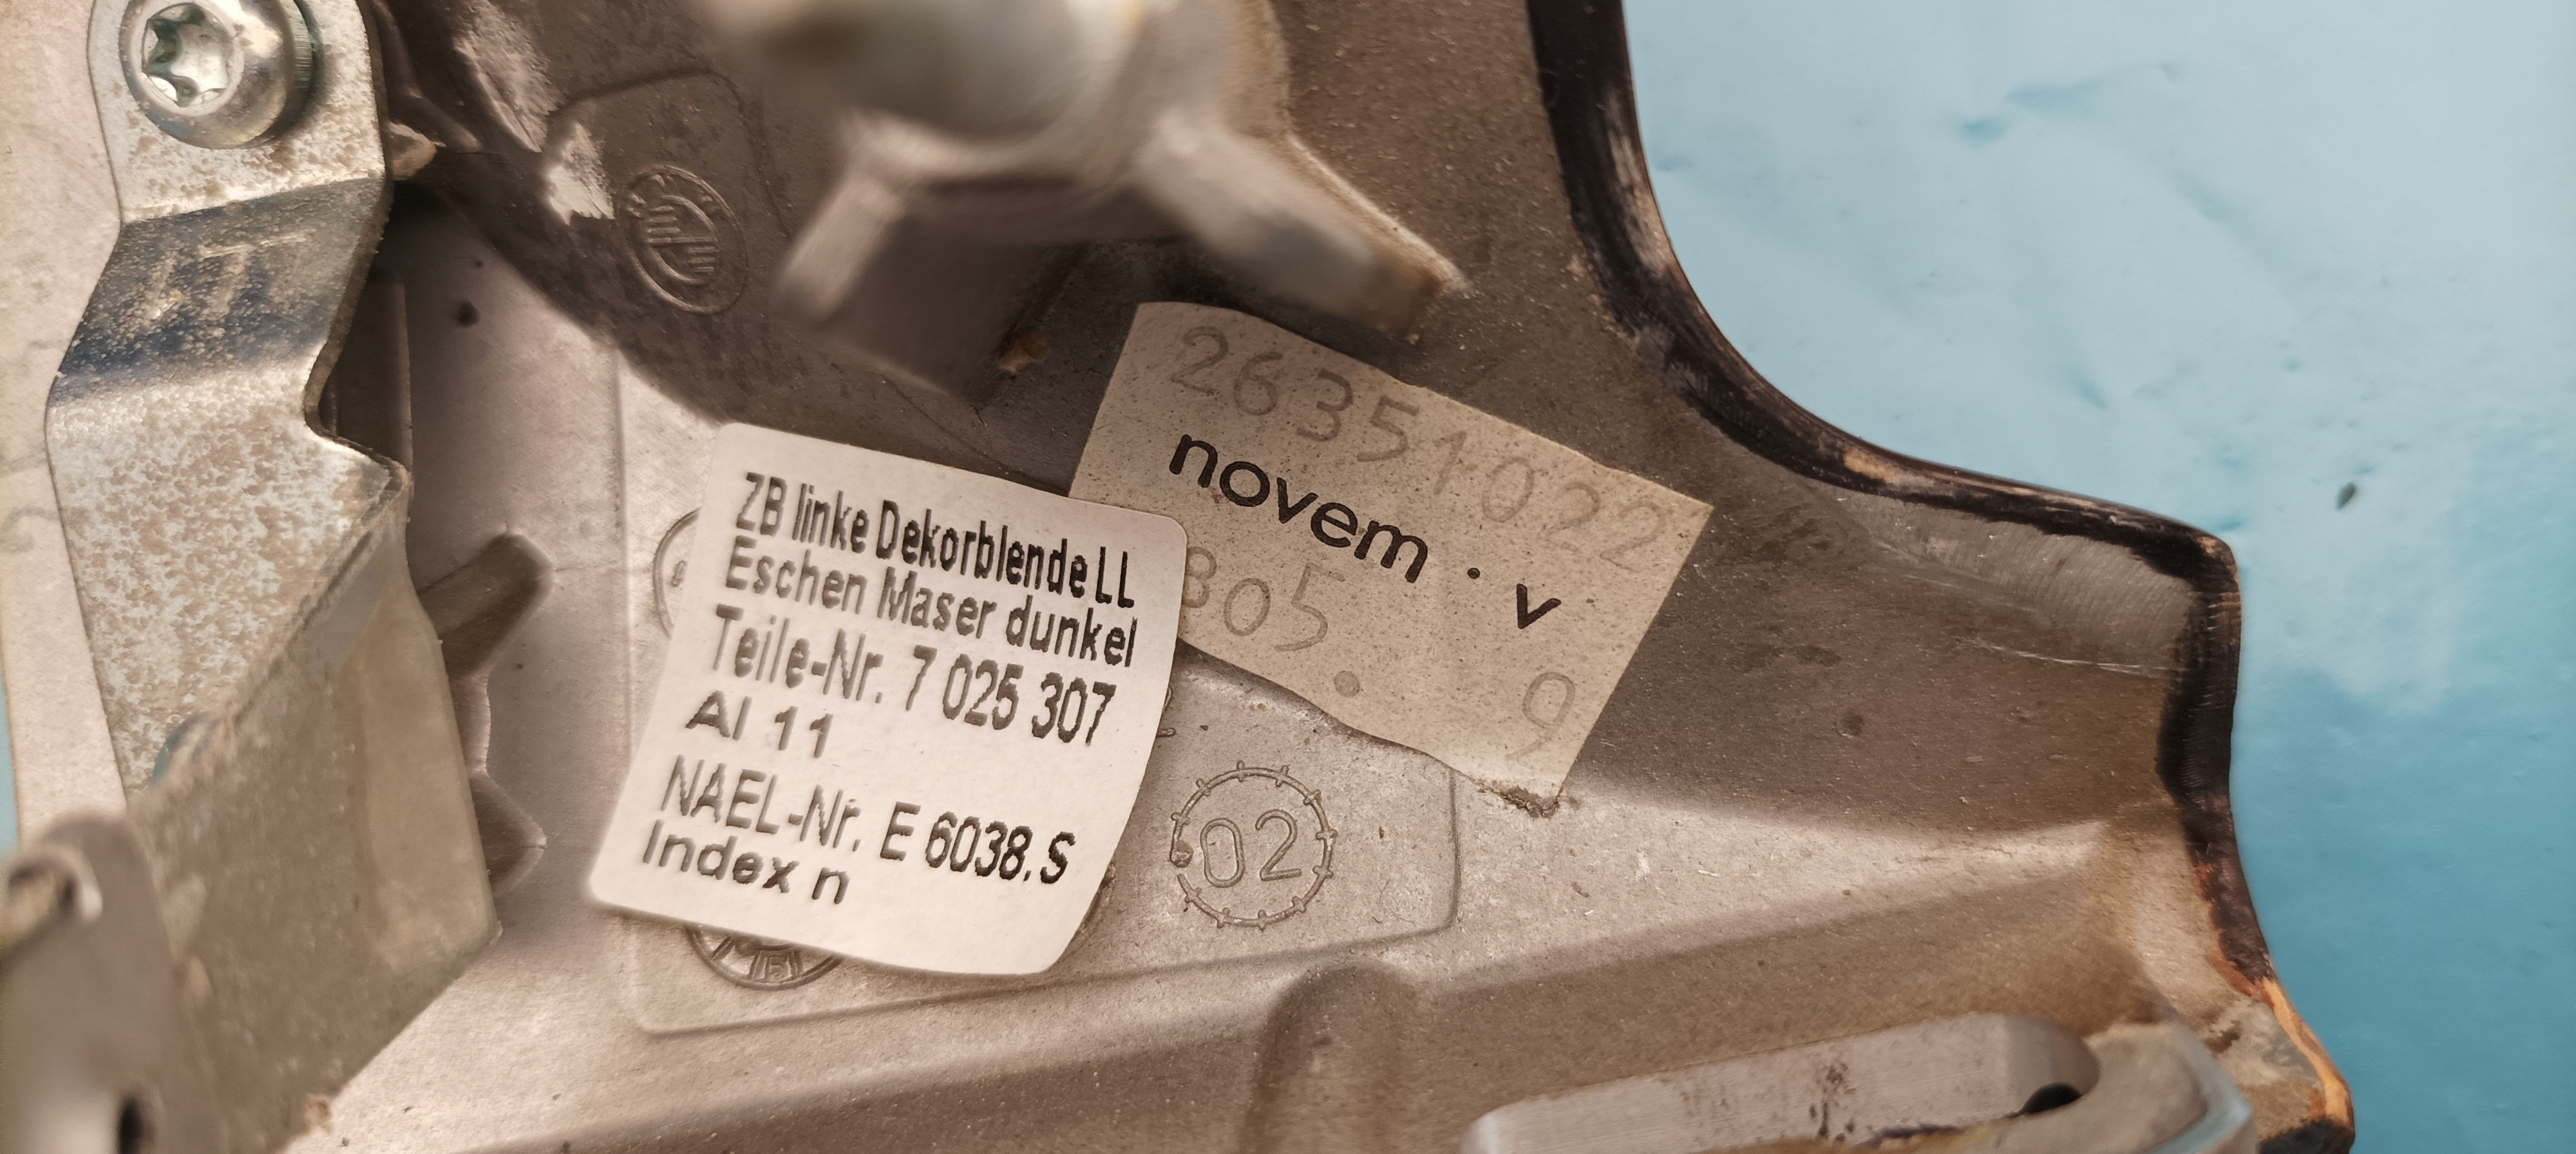 ZB linke Dekorblende LL
Eschen Maser dunkel
Teile-Nr. 7 025 307
AI 11
NAEL-Nr. E 6038.S
Index n
26351022
novem · v
805. 9
02